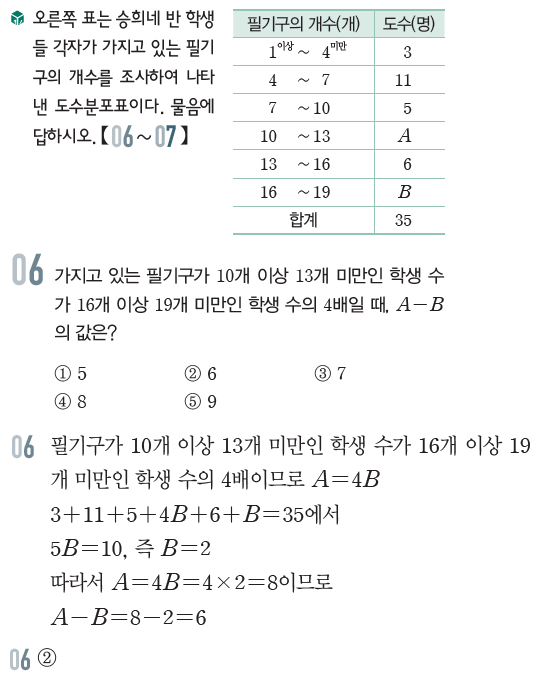 오른쪽 표는 승희네 반 학생
들 각자가 가지고 있는 필기
구의 개수를 조사하여 나타
낸 도수분포표이다. 물음에
답하시오.【06~07】
필기구의 개수(개) 도수(명)
1이상 ~ 4미만 3
4 ~ 7 11
7 ~ 10 5
10 ~ 13 A
13 ~ 16 6
16 ~ 19 B
합계 35
06 가지고 있는 필기구가 10개 이상 13개 미만인 학생 수
가 16개 이상 19개 미만인 학생 수의 4배일 때, A-B
의 값은?
① 5 ② 6 ③ 7
④ 8 ⑤ 9
06 필기구가 10개 이상 13개 미만인 학생 수가 16개 이상 19
개 미만인 학생 수의 4배이므로 A=4B
3+11+5+4B+6+B=35에서
5B=10, 즉 B=2
따라서 A=4B=4×2=8이므로
A-B=8-2=6
06 ②